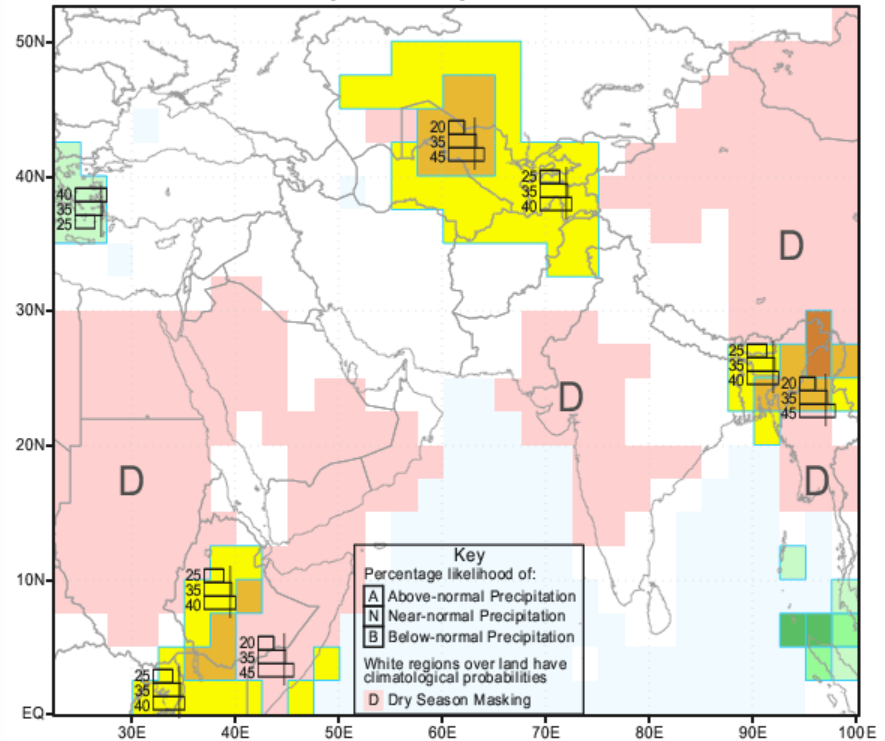 50N
20
35
45
40N
25
35
40
40
35
25
D
30N
25
35
40
20
35
45
D
20N
D
D
Key
Percentage likelihood of:
A Above-normal Precipitation
N Near-normal Precipitation
B Below-normal Precipitation
White regions over land have
climatological probabilities
D Dry Season Masking
10N
25
35
40
20
35
45
25
35
40
EQ
30E 40E 50E 60E 70E 80E 90E 100E